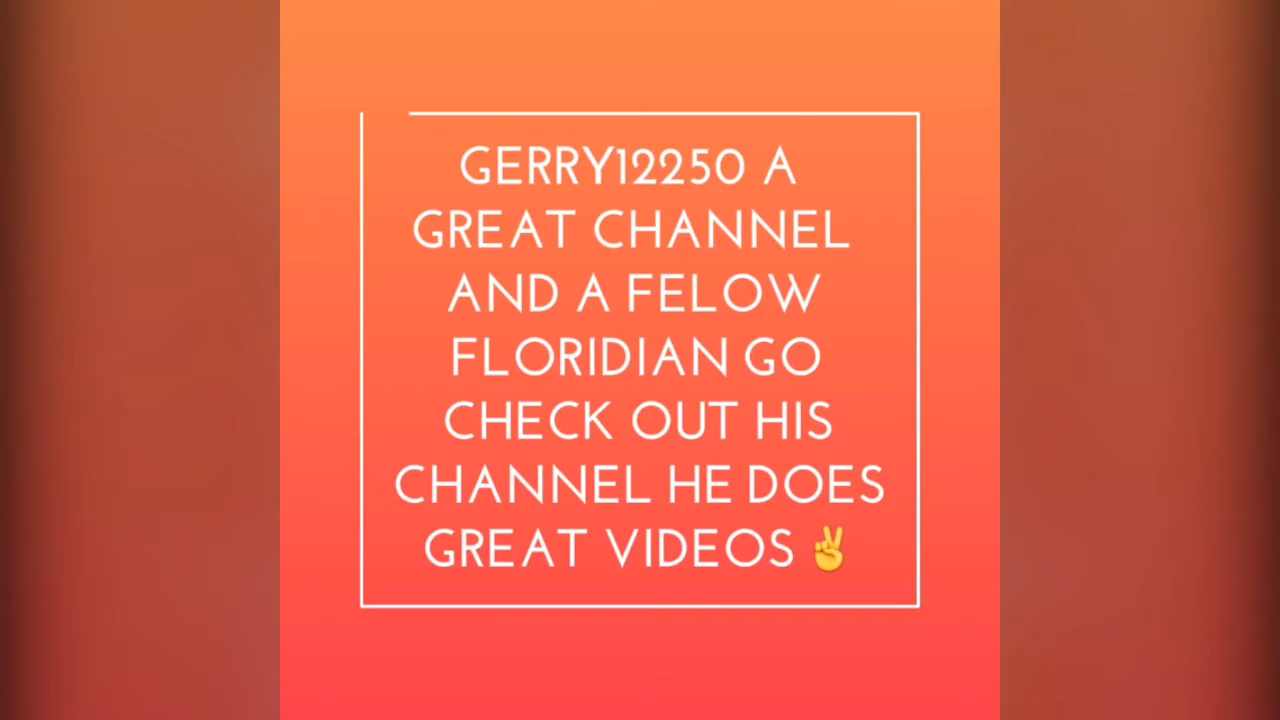 GERRY12250 A
GREAT CHANNEL
AND A FELOW
FLORIDIAN GO
CHECK OUT HIS
CHANNEL HE DOES
GREAT VIDEOS ✌